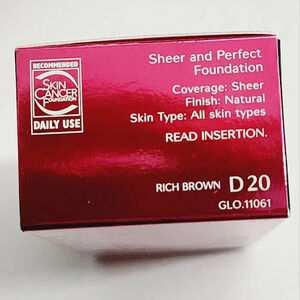 RECOMMENDED
SKIN
CANCER
FOUNDATION
DAILY USE
Sheer and Perfect
Foundation
Coverage: Sheer
Finish: Natural
Skin Type: All skin types
READ INSERTION.
RICH BROWN D20
GLO.11061